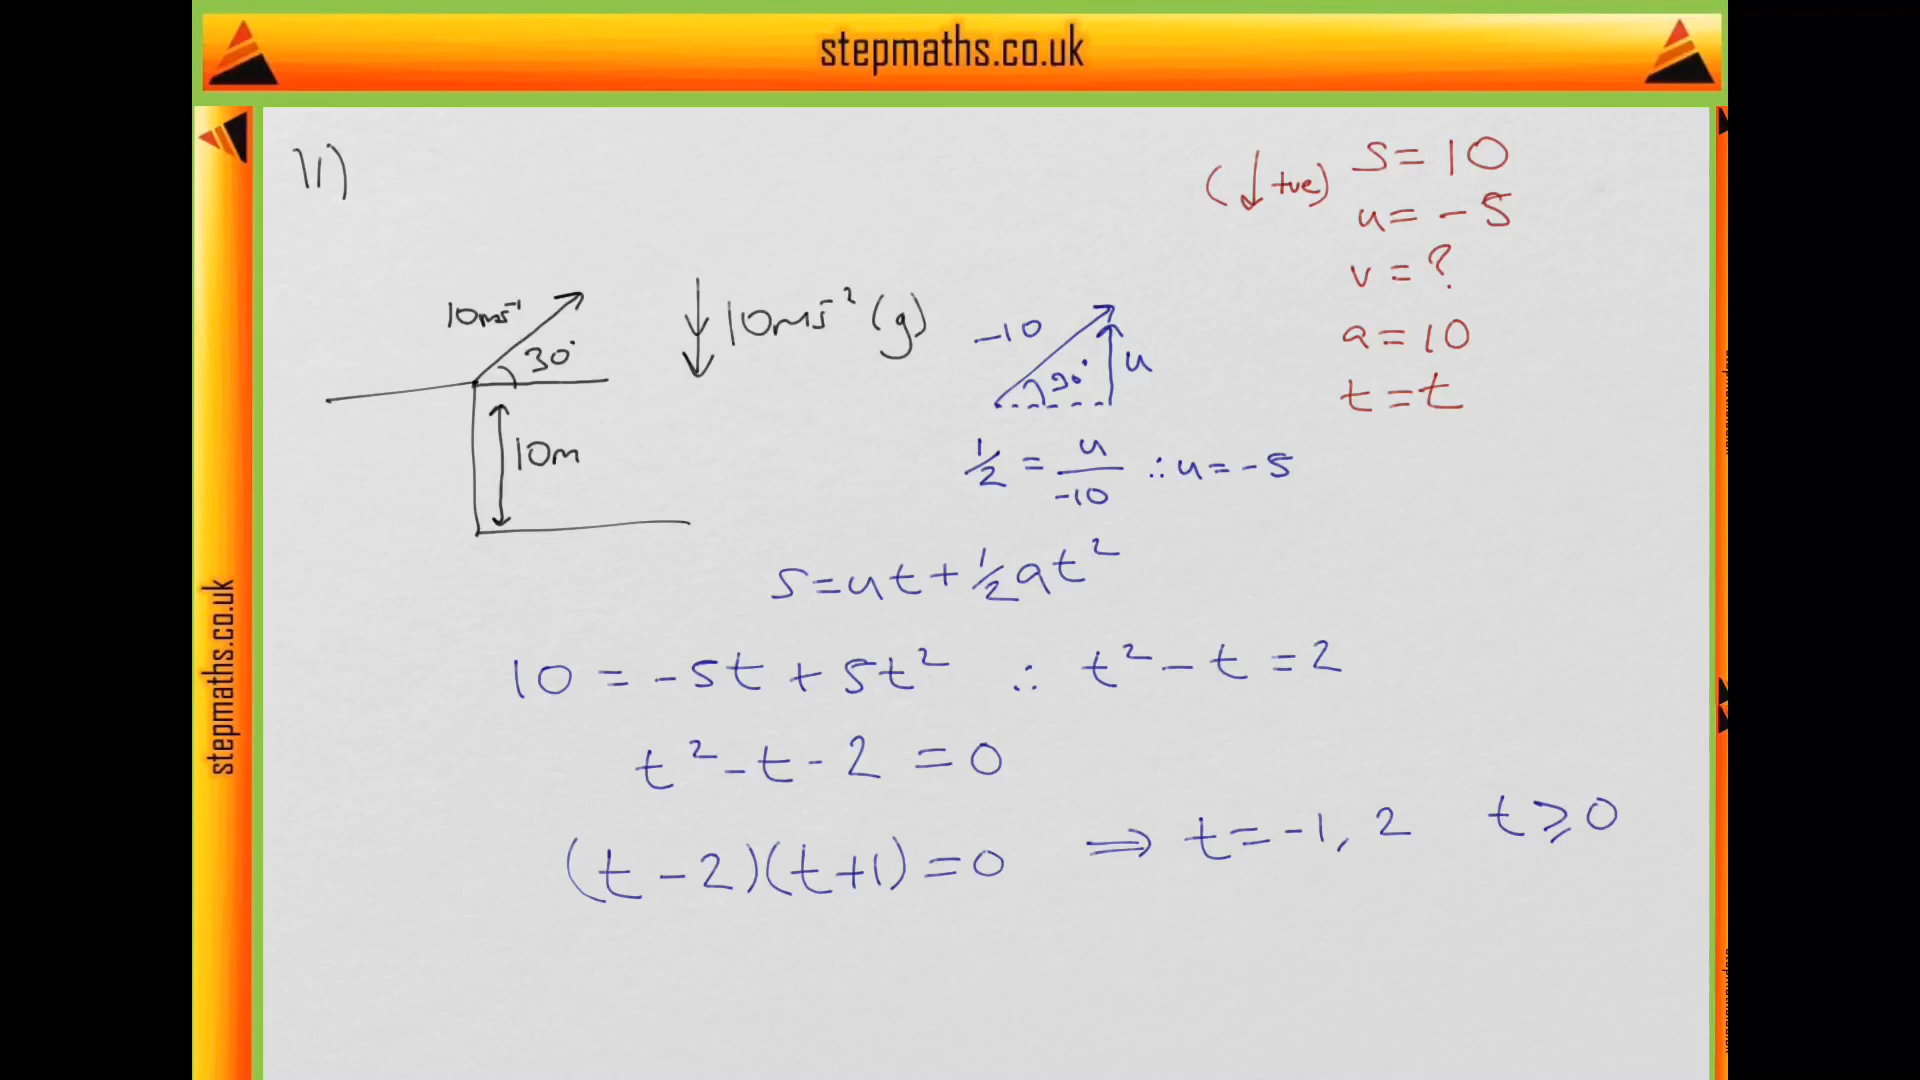 stepmaths.co.uk
stepmaths.co.uk
11)
(↓ +ve)
s = 10
u = -5
v = ?
a = 10
t = t
10ms⁻¹
30°
10ms⁻² (g)
10m
-10
30°
u
½ = u/-10 ∴ u = -5
s = ut + ½at²
10 = -5t + 5t² ∴ t² - t = 2
t² - t - 2 = 0
(t - 2)(t+1) = 0 ⟹ t = -1, 2 t ⩾ 0